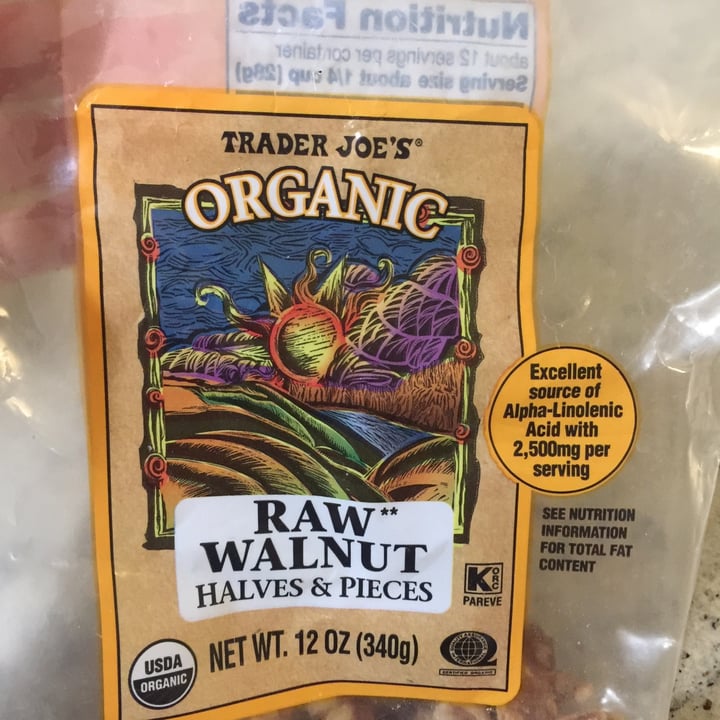 Nutrition Facts
about 12 servings per container
Serving size about 1/4 cup (28g)
TRADER JOE'S®
ORGANIC
Excellent
source of
Alpha-Linolenic
Acid with
2,500mg per
serving
RAW**
WALNUT
HALVES & PIECES
SEE NUTRITION
INFORMATION
FOR TOTAL FAT
CONTENT
K ORC
PAREVE
NET WT. 12 OZ (340g)
USDA
ORGANIC
CERTIFIED ORGANIC